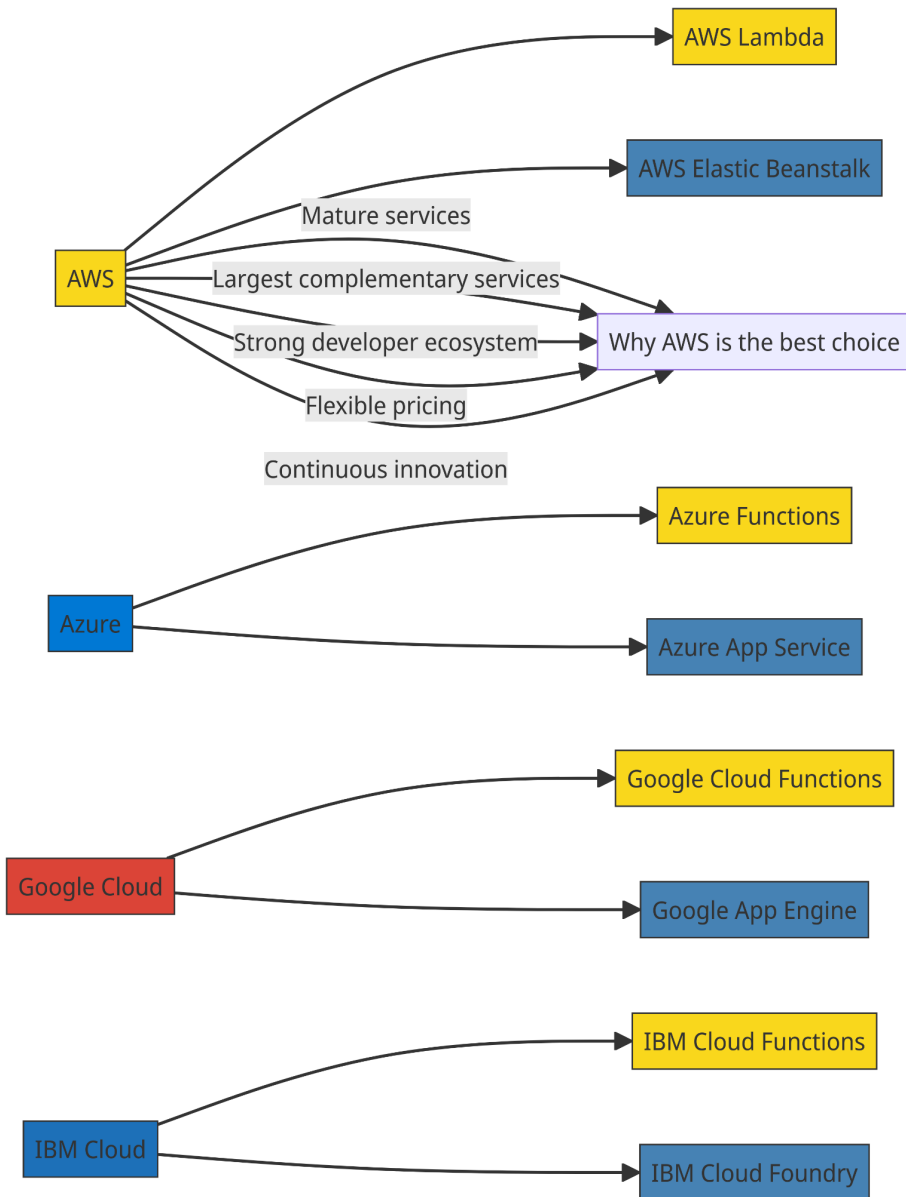 AWS Lambda
AWS Elastic Beanstalk
Mature services
AWS
Largest complementary services
Strong developer ecosystem
Why AWS is the best choice
Flexible pricing
Continuous innovation
Azure Functions
Azure
Azure App Service
Google Cloud Functions
Google Cloud
Google App Engine
IBM Cloud Functions
IBM Cloud
IBM Cloud Foundry